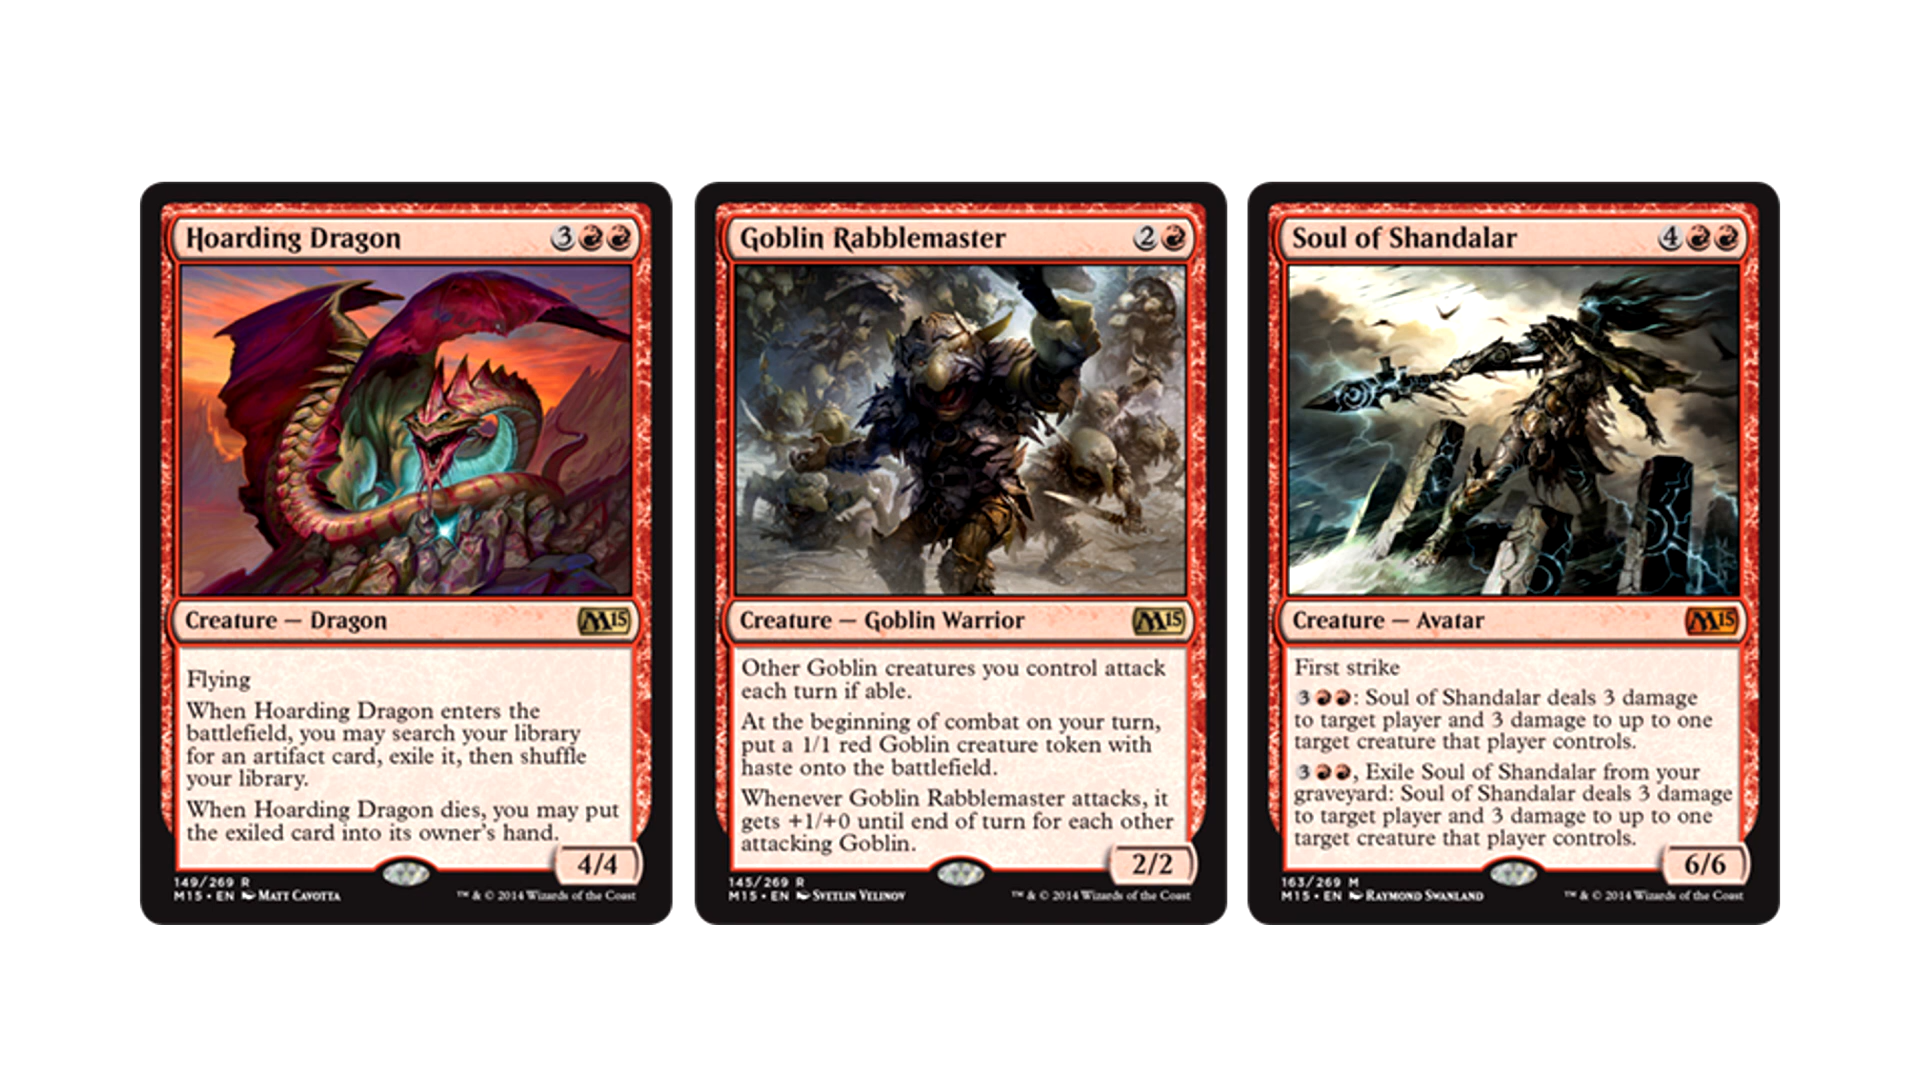 Hoarding Dragon 3
Creature — Dragon M15
Flying
When Hoarding Dragon enters the
battlefield, you may search your library
for an artifact card, exile it, then shuffle
your library.
When Hoarding Dragon dies, you may put
the exiled card into its owner's hand.
4/4
149/269 R
M15 • EN Matt Cavotta ™ & © 2014 Wizards of the Coast
Goblin Rabblemaster 2
Creature — Goblin Warrior M15
Other Goblin creatures you control attack
each turn if able.
At the beginning of combat on your turn,
put a 1/1 red Goblin creature token with
haste onto the battlefield.
Whenever Goblin Rabblemaster attacks, it
gets +1/+0 until end of turn for each other
attacking Goblin.
2/2
145/269 R
M15 • EN Svetlin Velinov ™ & © 2014 Wizards of the Coast
Soul of Shandalar 4
Creature — Avatar M15
First strike
3: Soul of Shandalar deals 3 damage
to target player and 3 damage to up to one
target creature that player controls.
3, Exile Soul of Shandalar from your
graveyard: Soul of Shandalar deals 3 damage
to target player and 3 damage to up to one
target creature that player controls.
6/6
163/269 M
M15 • EN Raymond Swanland ™ & © 2014 Wizards of the Coast